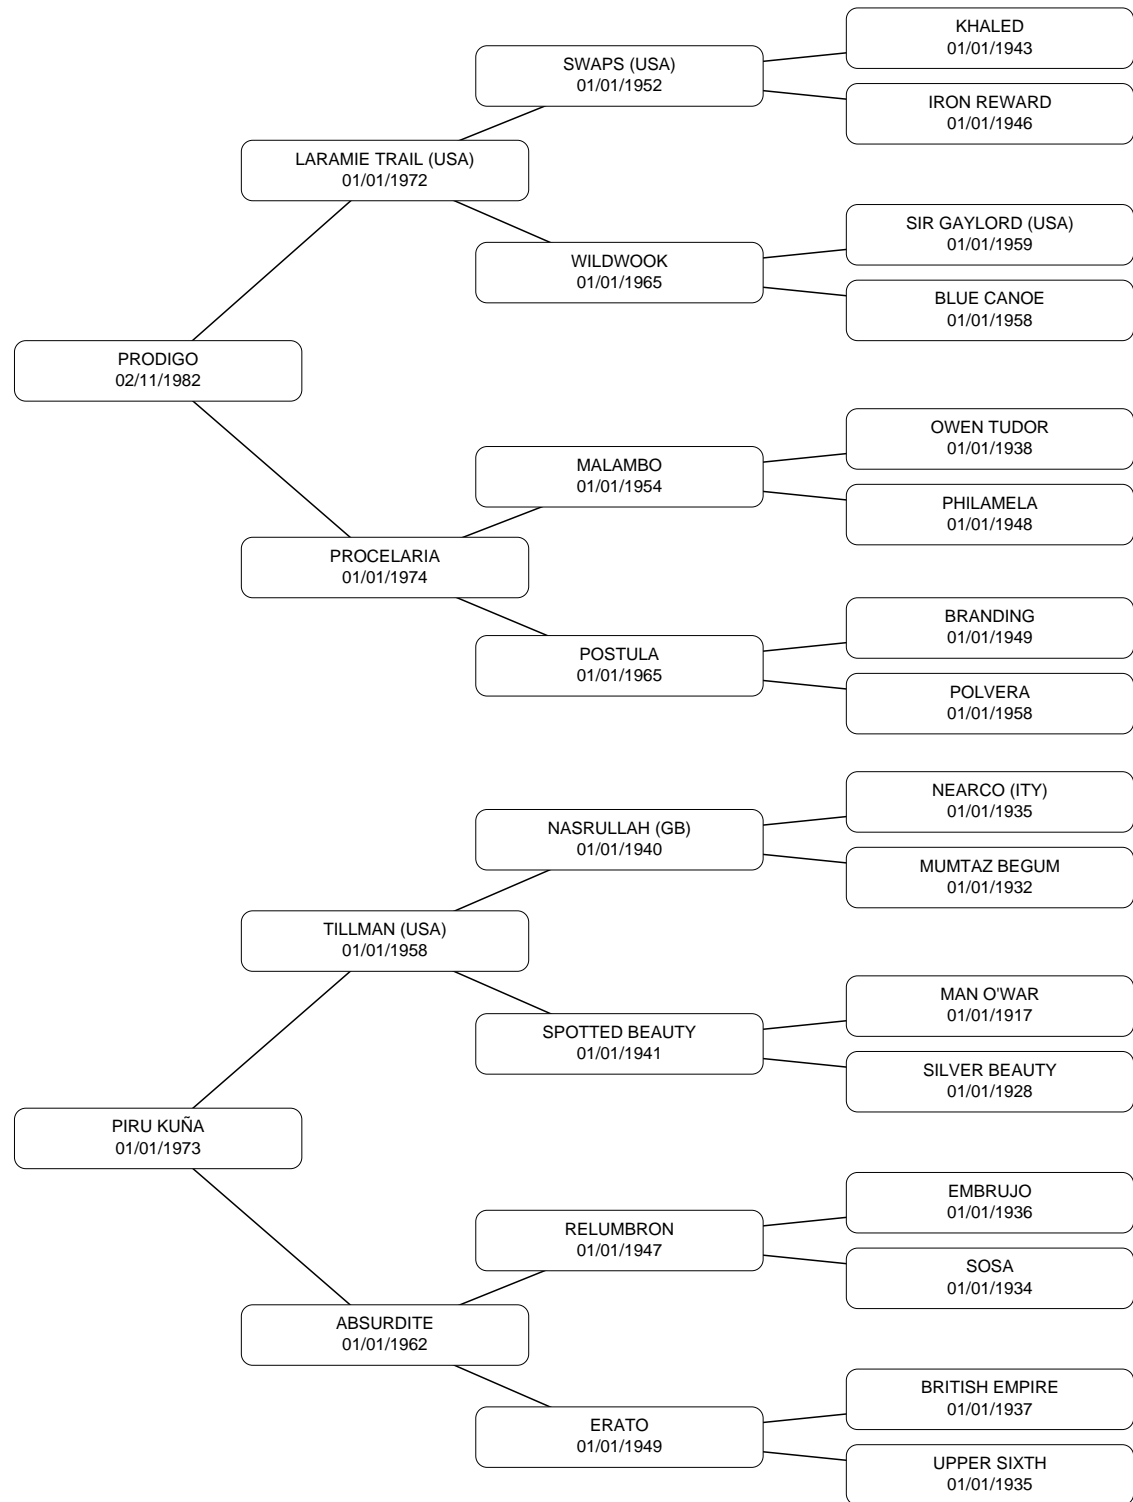 KHALED
01/01/1943
SWAPS (USA)
01/01/1952
IRON REWARD
01/01/1946
LARAMIE TRAIL (USA)
01/01/1972
SIR GAYLORD (USA)
01/01/1959
WILDWOOK
01/01/1965
BLUE CANOE
01/01/1958
PRODIGO
02/11/1982
OWEN TUDOR
01/01/1938
MALAMBO
01/01/1954
PHILAMELA
01/01/1948
PROCELARIA
01/01/1974
BRANDING
01/01/1949
POSTULA
01/01/1965
POLVERA
01/01/1958
NEARCO (ITY)
01/01/1935
NASRULLAH (GB)
01/01/1940
MUMTAZ BEGUM
01/01/1932
TILLMAN (USA)
01/01/1958
MAN O'WAR
01/01/1917
SPOTTED BEAUTY
01/01/1941
SILVER BEAUTY
01/01/1928
PIRU KUÑA
01/01/1973
EMBRUJO
01/01/1936
RELUMBRON
01/01/1947
SOSA
01/01/1934
ABSURDITE
01/01/1962
BRITISH EMPIRE
01/01/1937
ERATO
01/01/1949
UPPER SIXTH
01/01/1935